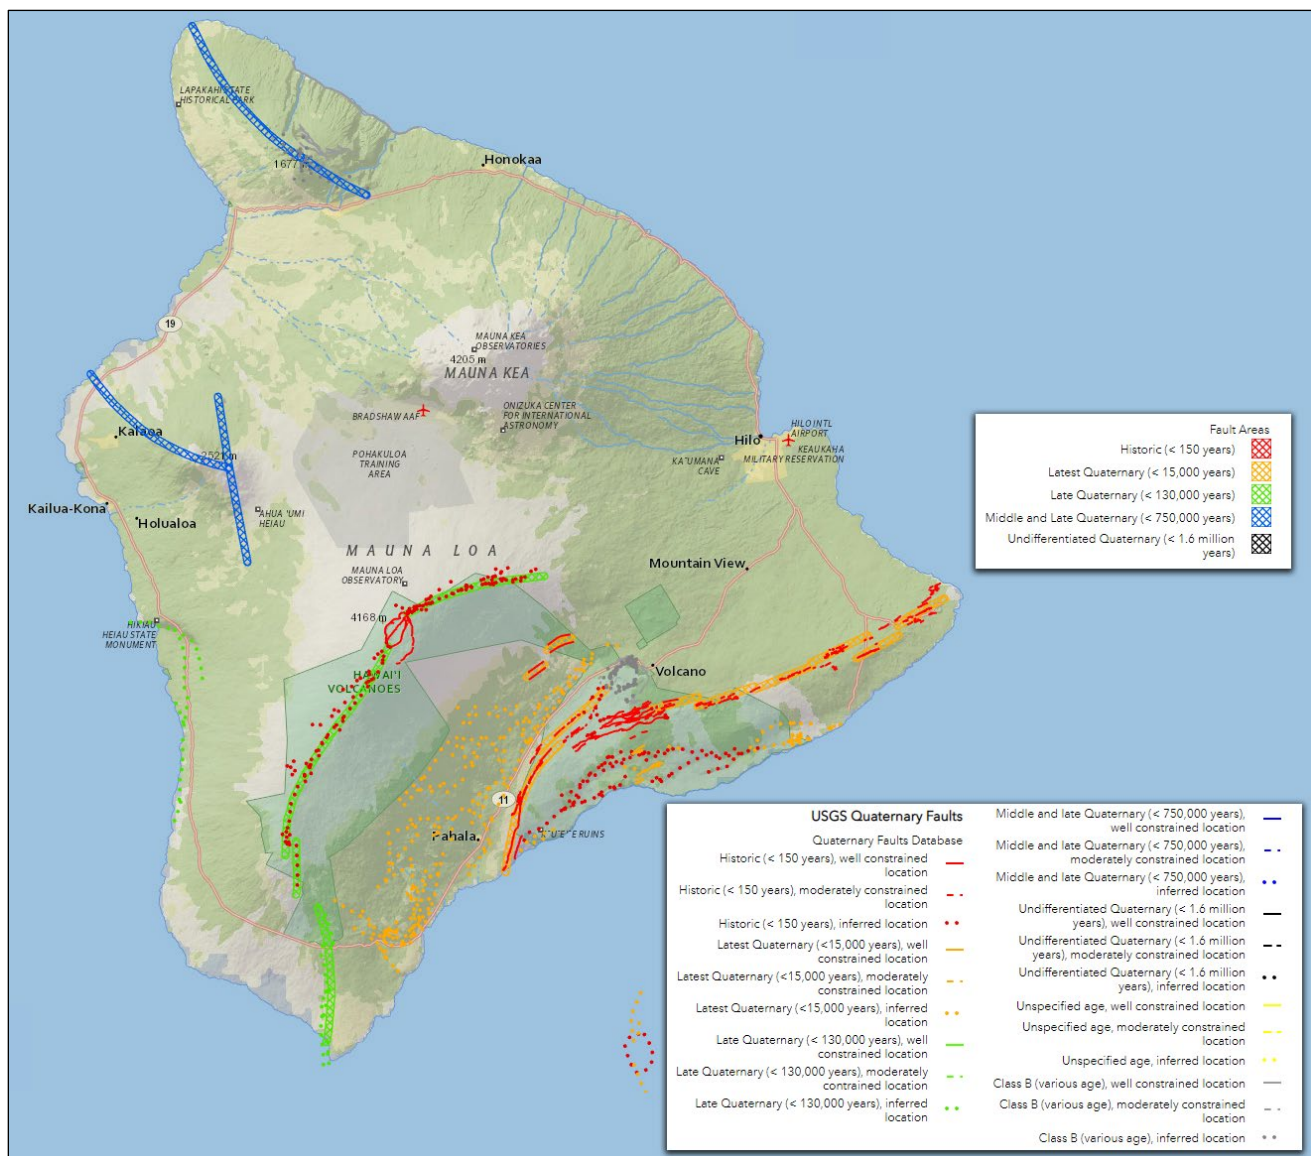 LAPAKAHI STATE
HISTORICAL PARK
1677
Honokaa
19
MAUNA KEA
OBSERVATORIES
4205 m
MAUNA KEA
BRADSHAW AAF
ONIZUKA CENTER
FOR INTERNATIONAL
ASTRONOMY
POHAKULOA
TRAINING
AREA
Kalaoa
2521 m
Kailua-Kona
Holualoa
AHUA 'UMI
HEIAU
HILO INTL
AIRPORT
Hilo
KEAUKAHA
MILITARY RESERVATION
KA'UMANA
CAVE
MAUNA LOA
MAUNA LOA
OBSERVATORY
4168 m
Mountain View
HIKIAU
HEIAU STATE
MONUMENT
HAWAI'I
VOLCANOES
Volcano
11
Pahala
RUINS
Fault Areas
Historic (< 150 years)
Latest Quaternary (< 15,000 years)
Late Quaternary (< 130,000 years)
Middle and Late Quaternary (< 750,000 years)
Undifferentiated Quaternary (< 1.6 million
years)
USGS Quaternary Faults
Quaternary Faults Database
Historic (< 150 years), well constrained
location
Historic (< 150 years), moderately constrained
location
Historic (< 150 years), inferred location
Latest Quaternary (<15,000 years), well
constrained location
Latest Quaternary (<15,000 years), moderately
constrained location
Latest Quaternary (<15,000 years), inferred
location
Late Quaternary (< 130,000 years), well
constrained location
Late Quaternary (< 130,000 years), moderately
contrained location
Late Quaternary (< 130,000 years), inferred
location
Middle and late Quaternary (< 750,000 years),
well constrained location
Middle and late Quaternary (< 750,000 years),
moderately constrained location
Middle and late Quaternary (< 750,000 years),
inferred location
Undifferentiated Quaternary (< 1.6 million
years), well constrained location
Undifferentiated Quaternary (< 1.6 million
years), moderately constrained location
Undifferentiated Quaternary (< 1.6 million
years), inferred location
Unspecified age, well constrained location
Unspecified age, moderately constrained
location
Unspecified age, inferred location
Class B (various age), well constrained location
Class B (various age), moderately constrained
location
Class B (various age), inferred location